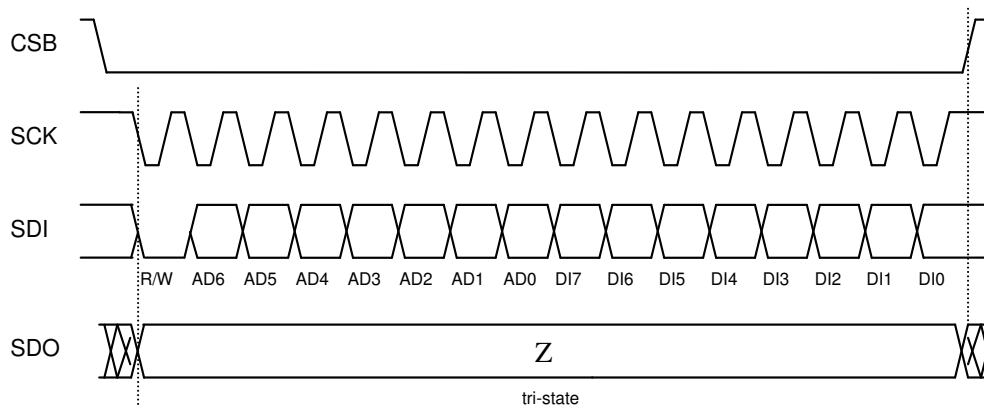 CSB
SCK
SDI
R/W AD6 AD5 AD4 AD3 AD2 AD1 AD0 DI7 DI6 DI5 DI4 DI3 DI2 DI1 DI0
SDO
Z
tri-state